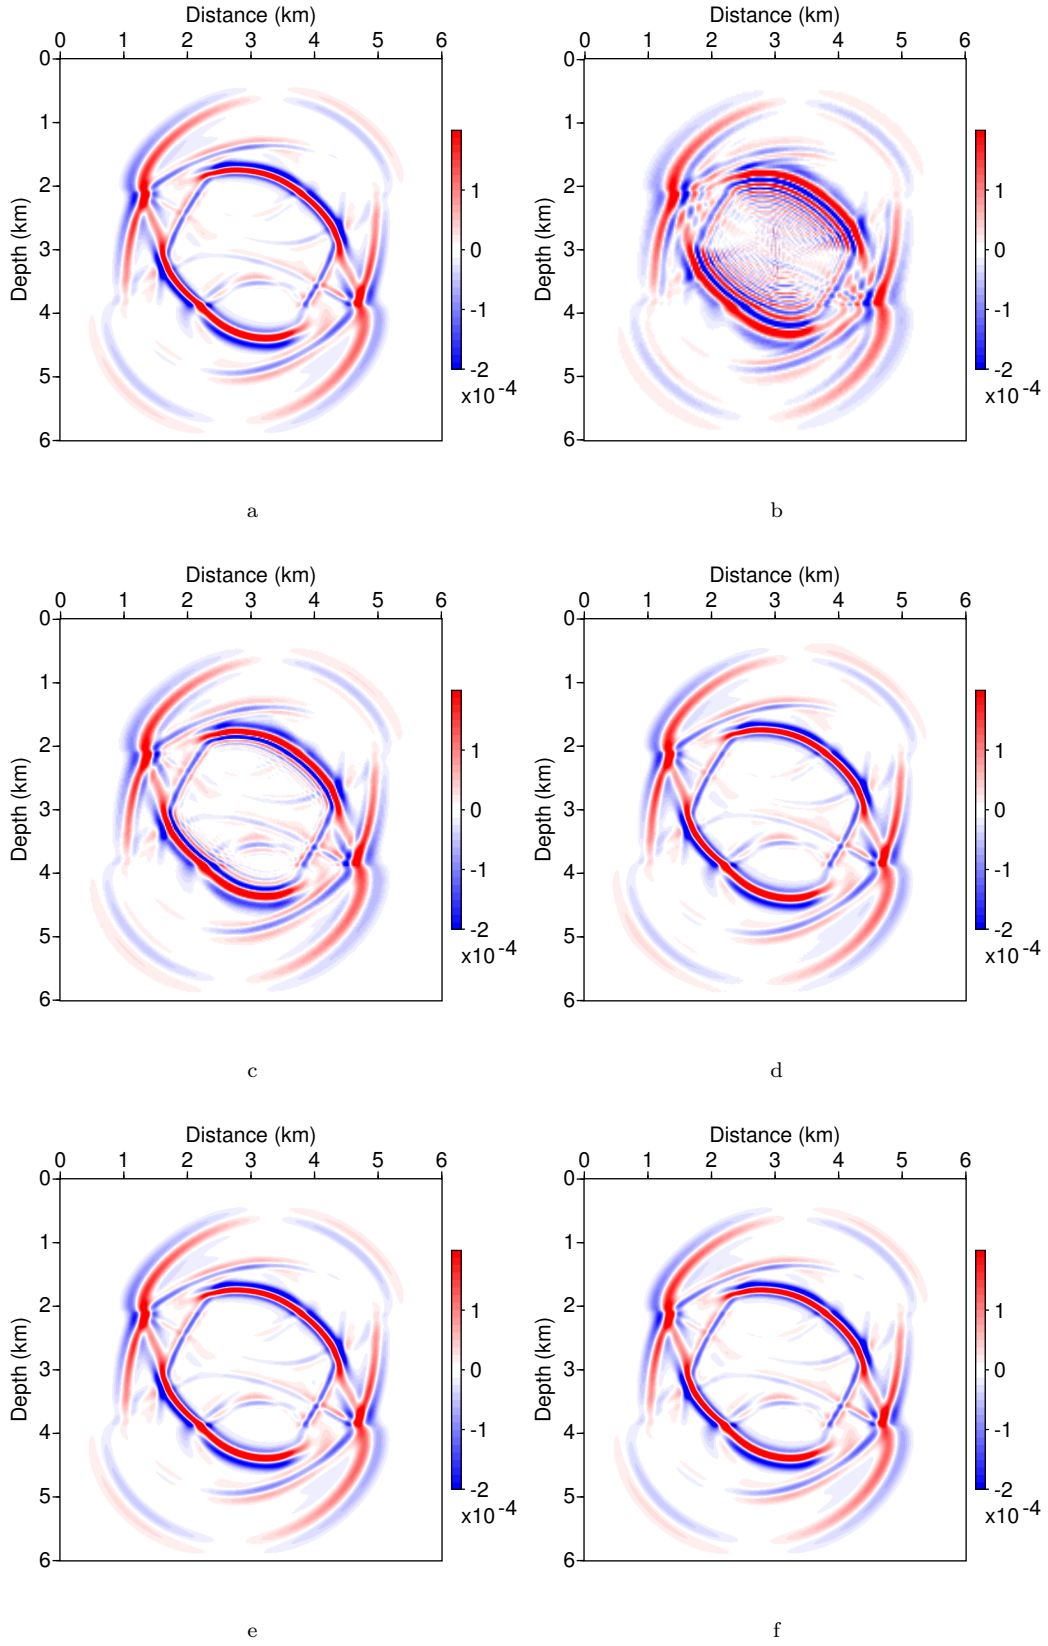 Distance (km) Distance (km)
0 1 2 3 4 5 6 0 1 2 3 4 5 6
0 0
1 1
2 2
3 3
4 4
5 5
6 6
Depth (km) Depth (km)
1 1
0 0
-1 -1
-2 -2
x10-4 x10-4
a b
Distance (km) Distance (km)
0 1 2 3 4 5 6 0 1 2 3 4 5 6
0 0
1 1
2 2
3 3
4 4
5 5
6 6
Depth (km) Depth (km)
1 1
0 0
-1 -1
-2 -2
x10-4 x10-4
c d
Distance (km) Distance (km)
0 1 2 3 4 5 6 0 1 2 3 4 5 6
0 0
1 1
2 2
3 3
4 4
5 5
6 6
Depth (km) Depth (km)
1 1
0 0
-1 -1
-2 -2
x10-4 x10-4
e f